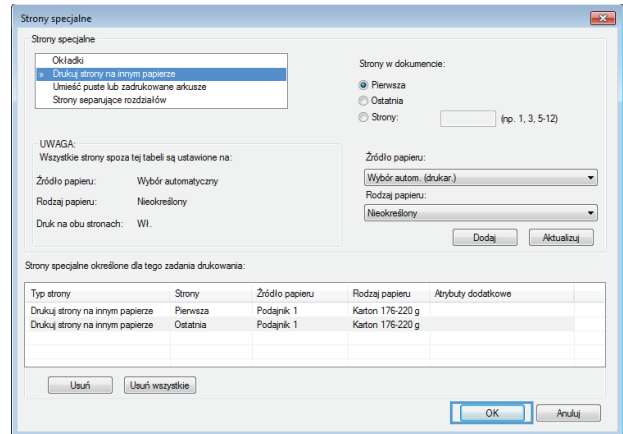 Strony specjalne
Strony specjalne
Okładki
» Drukuj strony na innym papierze
Umieść puste lub zadrukowane arkusze
Strony separujące rozdziałów
Strony w dokumencie:
Pierwsza
Ostatnia
Strony: (np. 1, 3, 5-12)
UWAGA:
Wszystkie strony spoza tej tabeli są ustawione na:
Źródło papieru: Wybór automatyczny
Rodzaj papieru: Nieokreślony
Druk na obu stronach: Wł.
Źródło papieru:
Wybór autom. (drukar.)
Rodzaj papieru:
Nieokreślony
Dodaj Aktualizuj
Strony specjalne określone dla tego zadania drukowania:
Typ strony Strony Źródło papieru Rodzaj papieru Atrybuty dodatkowe
Drukuj strony na innym papierze Pierwsza Podajnik 1 Karton 176-220 g
Drukuj strony na innym papierze Ostatnia Podajnik 1 Karton 176-220 g
Usuń Usuń wszystkie
OK Anuluj